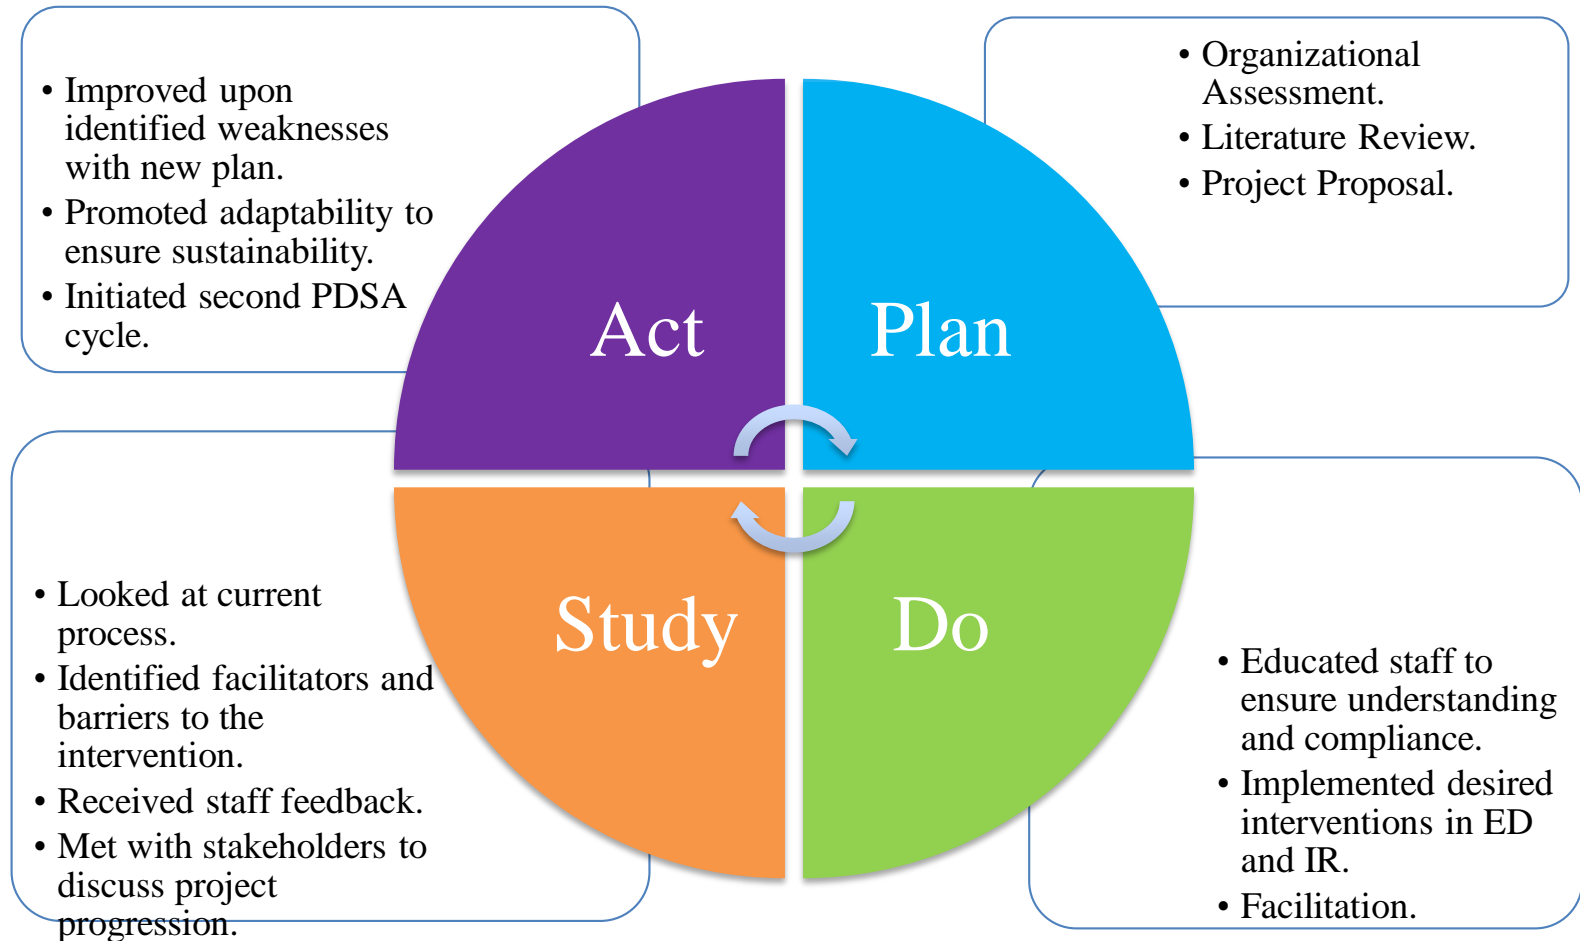 • Improved upon
identified weaknesses
with new plan.
• Promoted adaptability to
ensure sustainability.
• Initiated second PDSA
cycle.
• Organizational
Assessment.
• Literature Review.
• Project Proposal.
Act
Plan
Study
Do
• Looked at current
process.
• Identified facilitators and
barriers to the
intervention.
• Received staff feedback.
• Met with stakeholders to
discuss project
progression.
• Educated staff to
ensure understanding
and compliance.
• Implemented desired
interventions in ED
and IR.
• Facilitation.